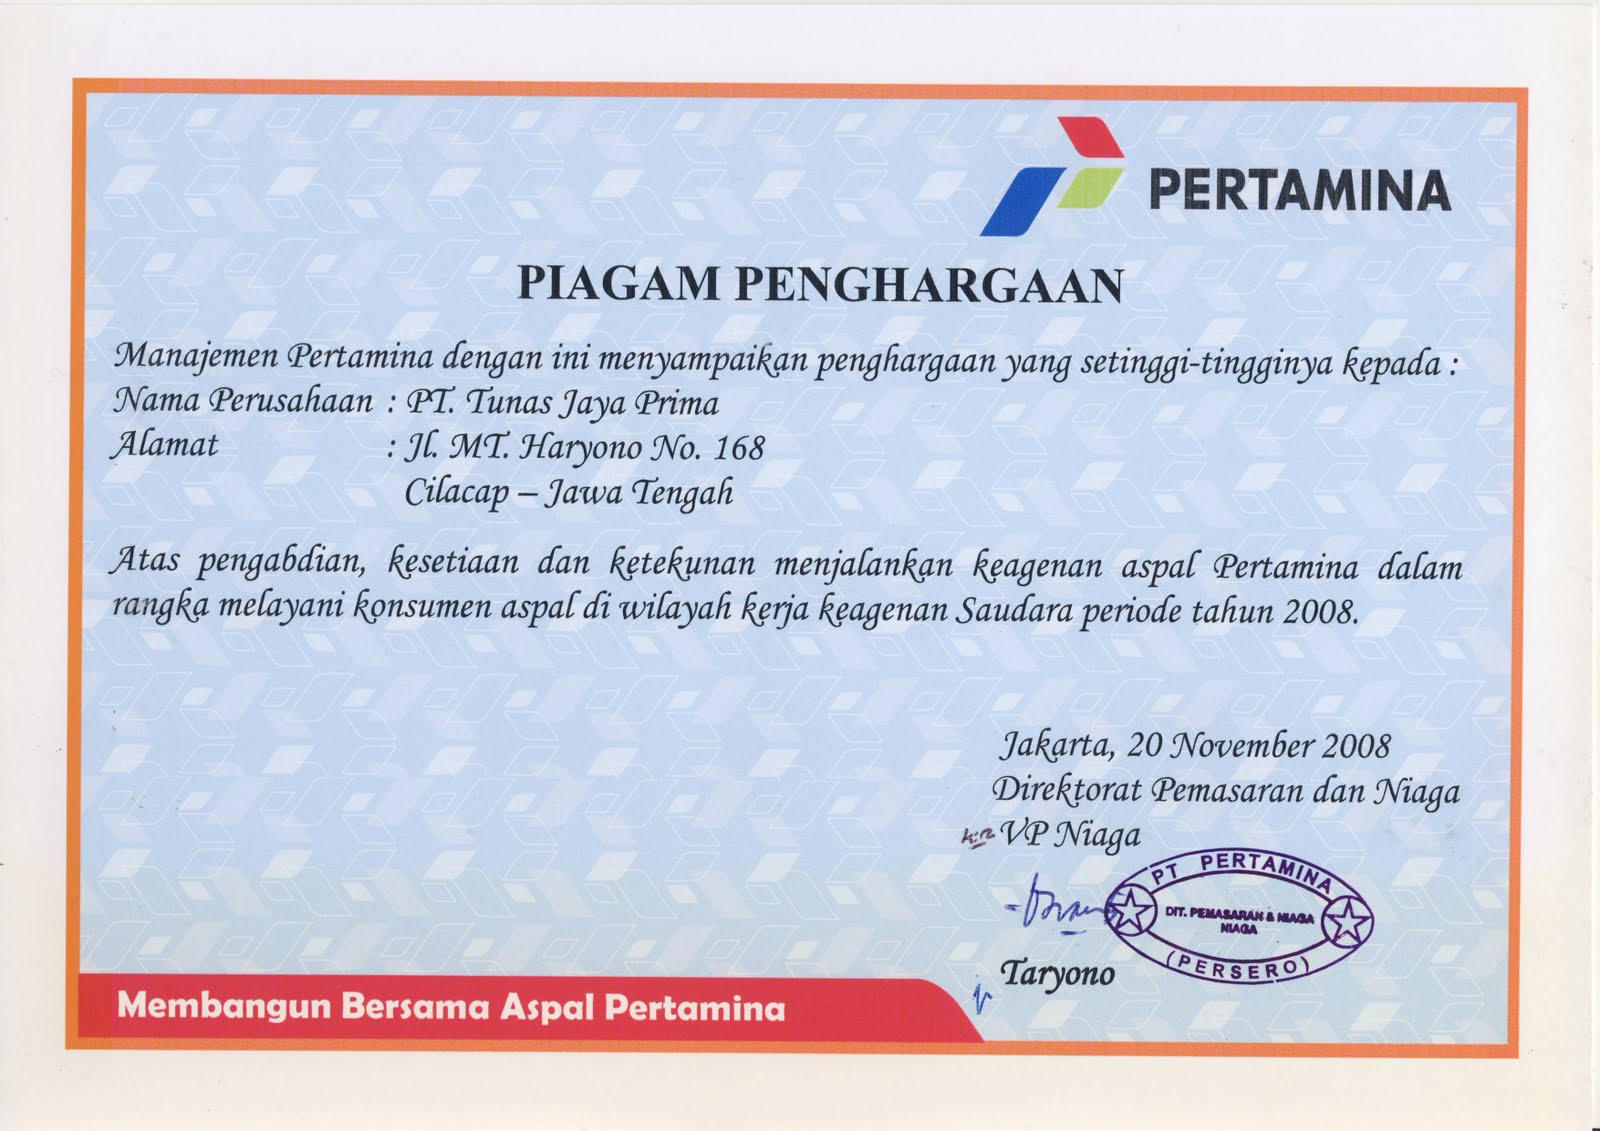 PERTAMINA
PIAGAM PENGHARGAAN
Manajemen Pertamina dengan ini menyampaikan penghargaan yang setinggi-tingginya kepada :
Nama Perusahaan : PT. Tunas Jaya Prima
Alamat : Jl. MT. Haryono No. 168
Cilacap – Jawa Tengah
Atas pengabdian, kesetiaan dan ketekunan menjalankan keagenan aspal Pertamina dalam
rangka melayani konsumen aspal di wilayah kerja keagenan Saudara periode tahun 2008.
Jakarta, 20 November 2008
Direktorat Pemasaran dan Niaga
VP Niaga
PT PERTAMINA
DIT. PEMASARAN & NIAGA
NIAGA
(PERSERO)
Taryono
Membangun Bersama Aspal Pertamina